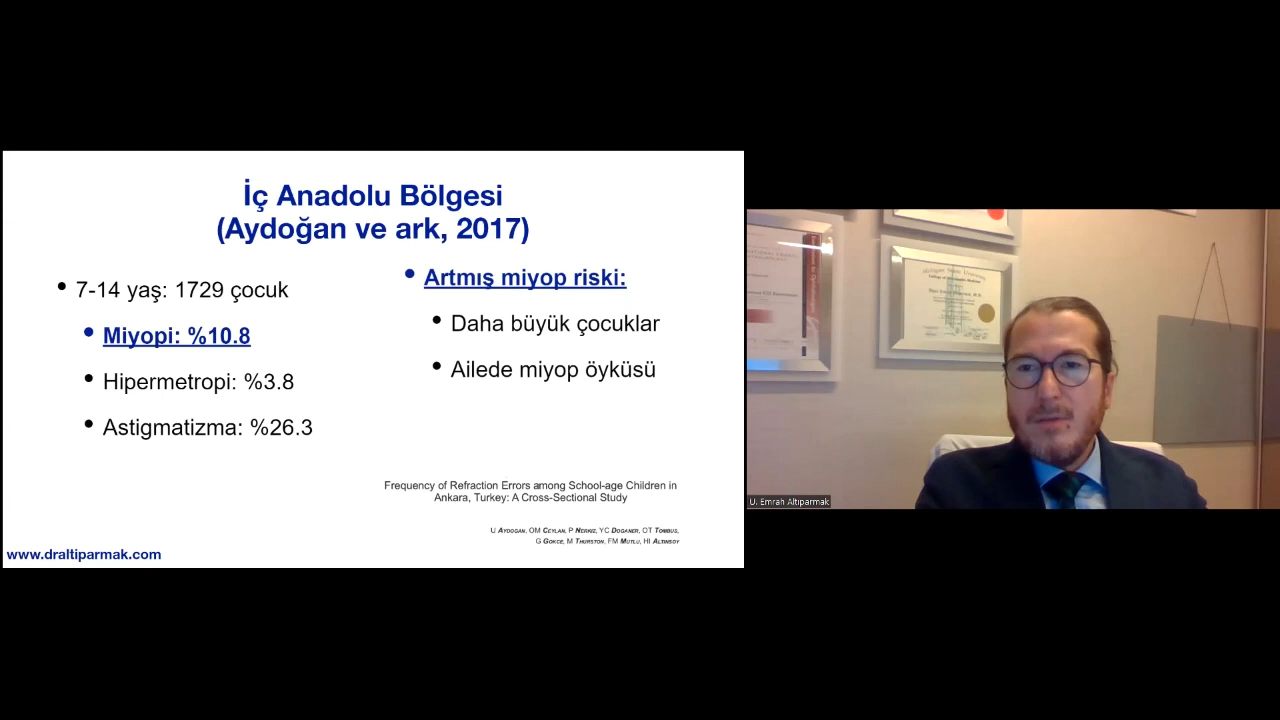 İç Anadolu Bölgesi
(Aydoğan ve ark, 2017)
• 7-14 yaş: 1729 çocuk
• Miyopi: %10.8
• Hipermetropi: %3.8
• Astigmatizma: %26.3
• Artmış miyop riski:
• Daha büyük çocuklar
• Ailede miyop öyküsü
Frequency of Refraction Errors among School-age Children in
Ankara, Turkey: A Cross-Sectional Study
U AYDOGAN, OM CEYLAN, P NERKIZ, YC DOGANER, OT TOMBUS,
G GOKCE, M THURSTON, FM MUTLU, HI ALTINSOY
www.draltiparmak.com
Michigan State University
U. Emrah Altıparmak